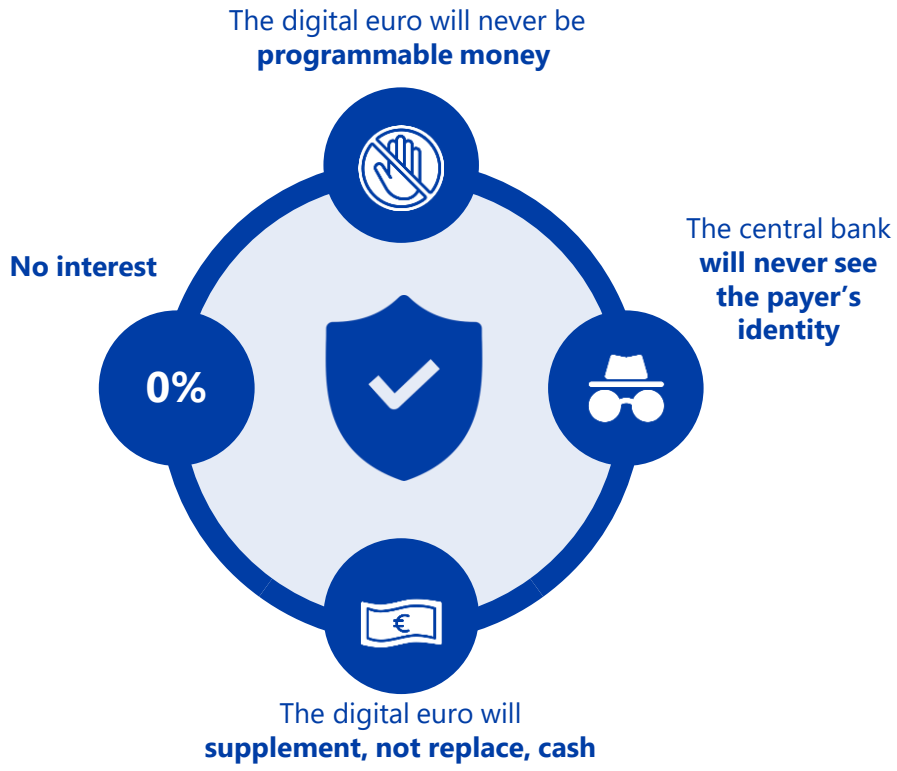 The digital euro will never be
programmable money
The central bank
will never see
the payer’s
identity
No interest
0%
€
The digital euro will
supplement, not replace, cash